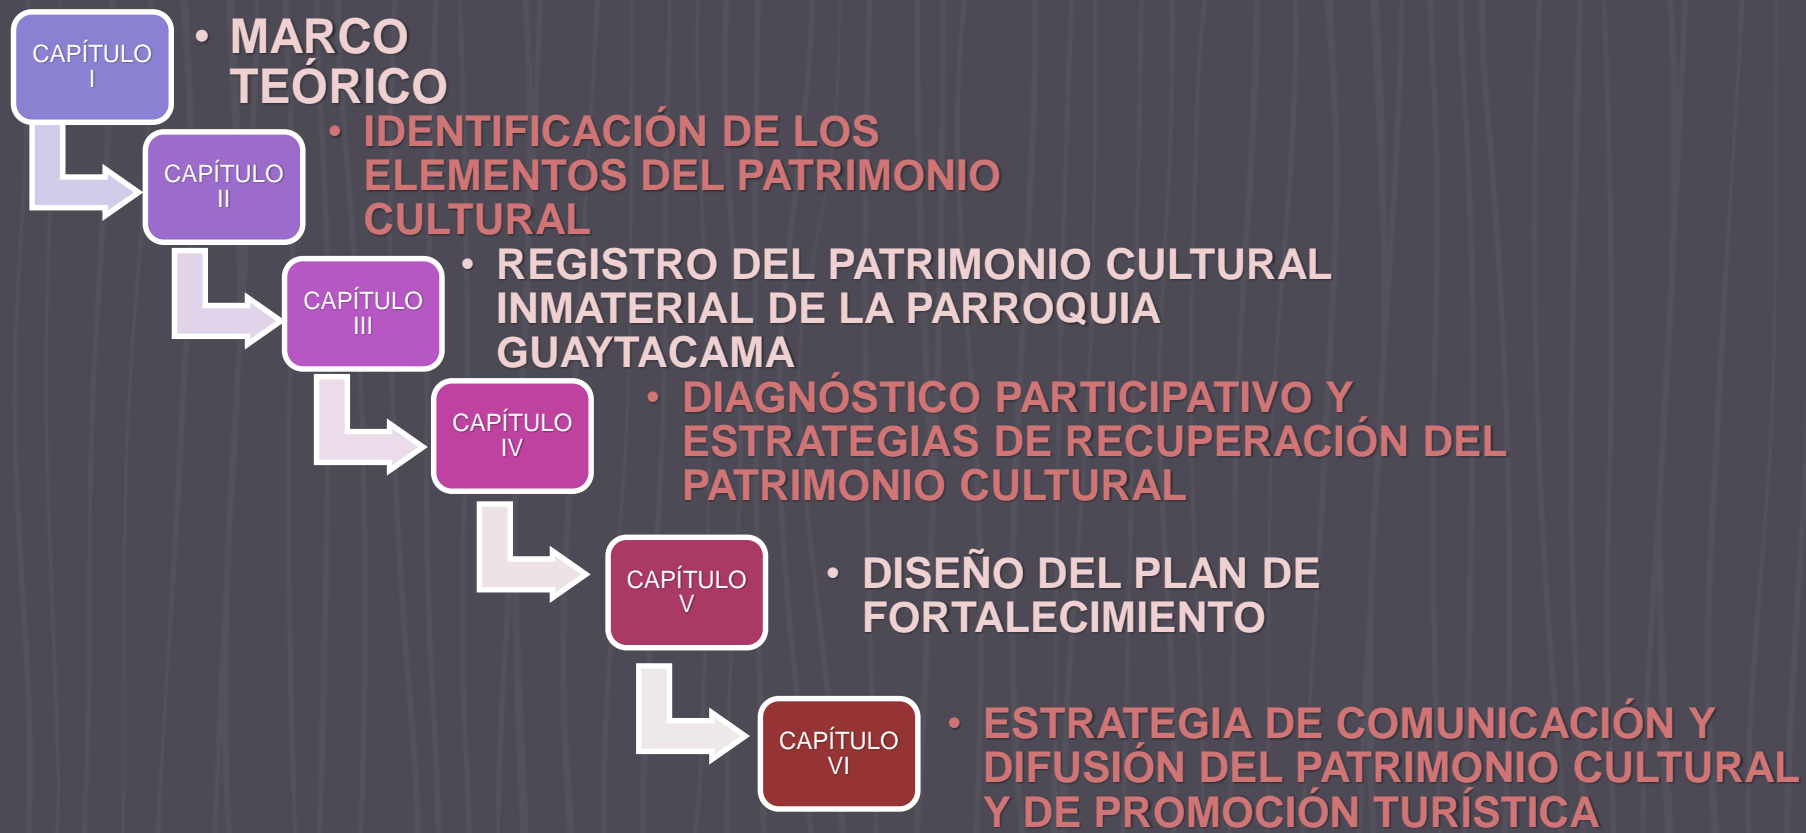 CAPÍTULO
I
• MARCO
TEÓRICO
CAPÍTULO
II
• IDENTIFICACIÓN DE LOS
ELEMENTOS DEL PATRIMONIO
CULTURAL
CAPÍTULO
III
• REGISTRO DEL PATRIMONIO CULTURAL
INMATERIAL DE LA PARROQUIA
GUAYTACAMA
CAPÍTULO
IV
• DIAGNÓSTICO PARTICIPATIVO Y
ESTRATEGIAS DE RECUPERACIÓN DEL
PATRIMONIO CULTURAL
CAPÍTULO
V
• DISEÑO DEL PLAN DE
FORTALECIMIENTO
CAPÍTULO
VI
• ESTRATEGIA DE COMUNICACIÓN Y
DIFUSIÓN DEL PATRIMONIO CULTURAL
Y DE PROMOCIÓN TURÍSTICA